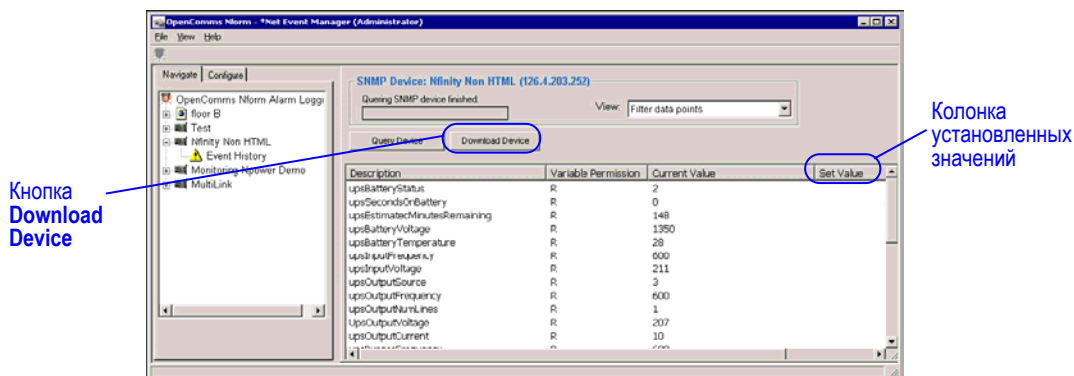 OpenComms Nform - *Net Event Manager (Administrator)
File View Help
Navigate Configure
OpenComms Nform Alarm Loggi
floor B
Test
Nfinity Non HTML
Event History
Monitoring Npower Demo
MultiLink
SNMP Device: Nfinity Non HTML (126.4.203.252)
Quering SNMP device finished.
View: Filter data points
Query Device Download Device
Description Variable Permission Current Value Set Value
upsBatteryStatus R 2
upsSecondsOnBattery R 0
upsEstimatedMinutesRemaining R 148
upsBatteryVoltage R 1350
upsBatteryTemperature R 28
upsInputFrequency R 600
upsInputVoltage R 211
upsOutputSource R 3
upsOutputFrequency R 600
upsOutputNumLines R 1
UpsOutputVoltage R 207
upsOutputCurrent R 10
Кнопка
Download
Device
Колонка
установленных
значений